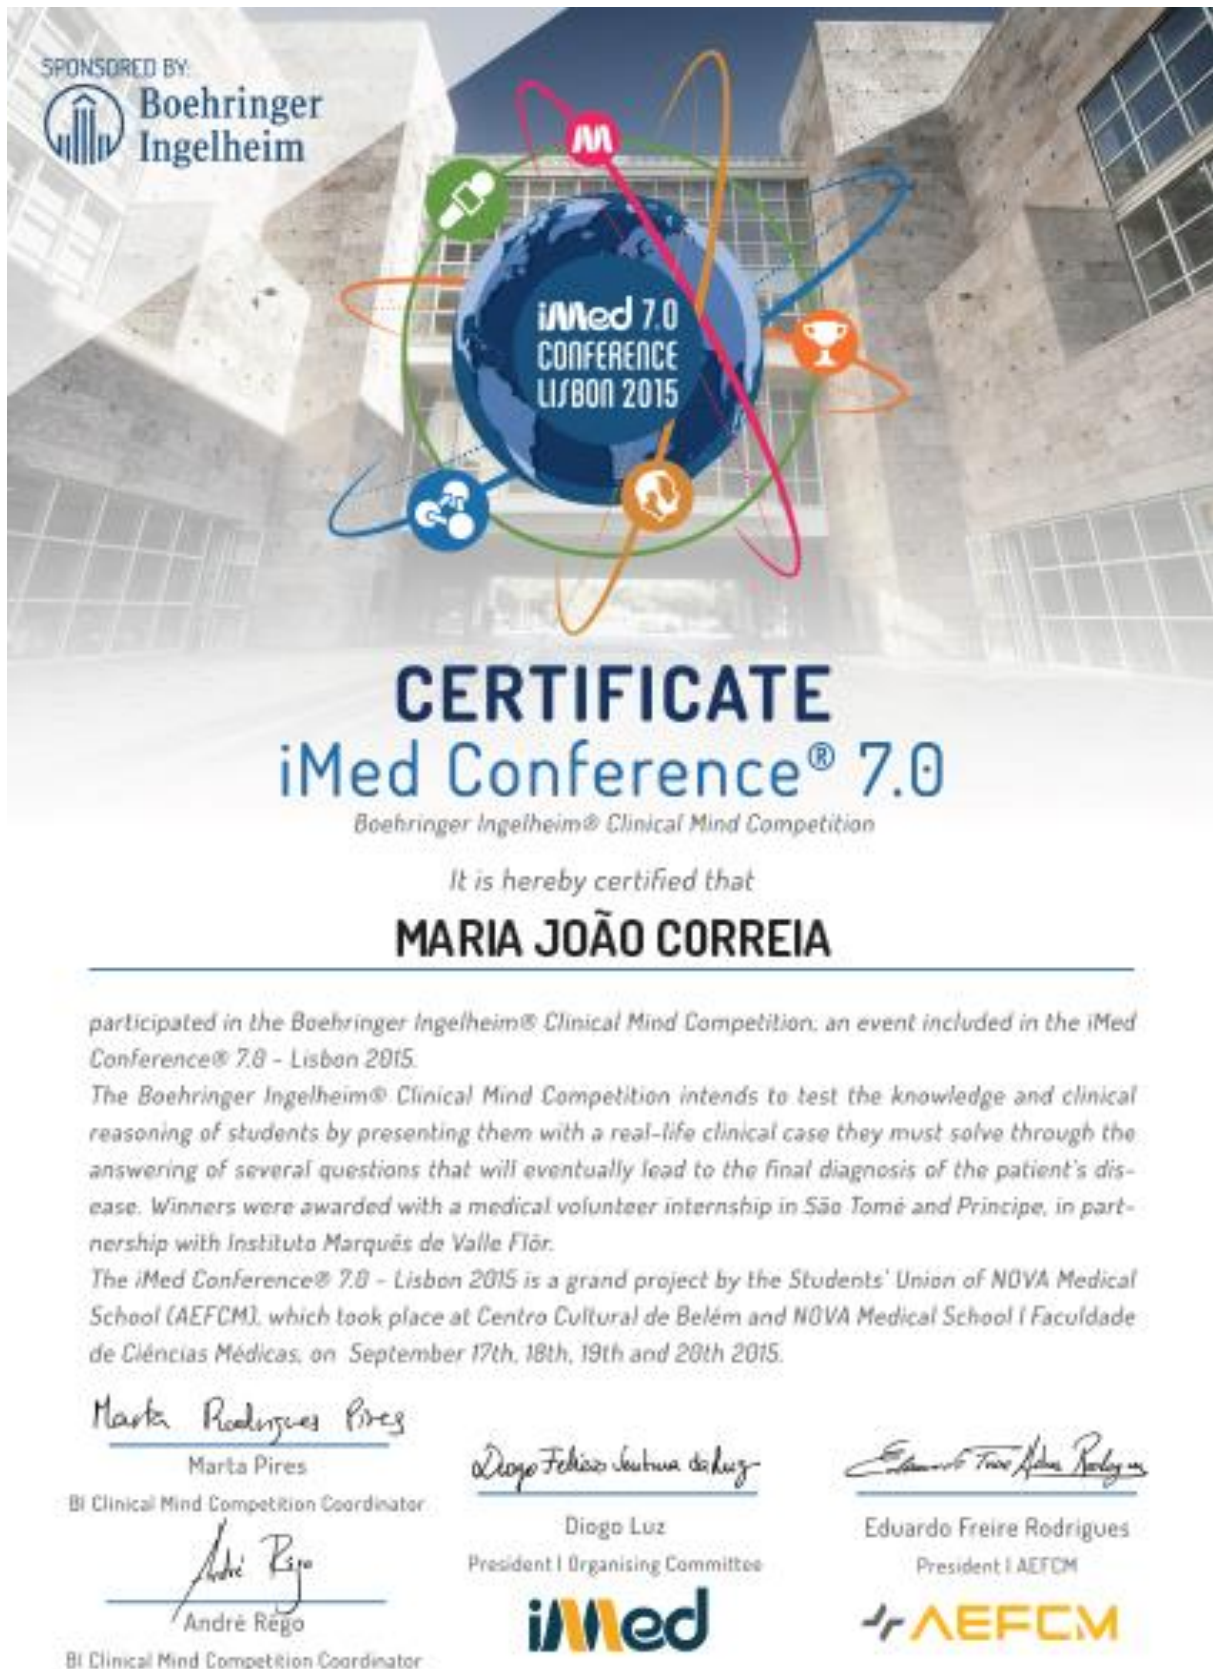 SPONSORED BY:
Boehringer
Ingelheim
iMed 7.0
CONFERENCE
LISBON 2015
CERTIFICATE
iMed Conference® 7.0
Boehringer Ingelheim® Clinical Mind Competition
It is hereby certified that
MARIA JOÃO CORREIA
participated in the Boehringer Ingelheim® Clinical Mind Competition, an event included in the iMed
Conference® 7.0 - Lisbon 2015.
The Boehringer Ingelheim® Clinical Mind Competition intends to test the knowledge and clinical
reasoning of students by presenting them with a real-life clinical case they must solve through the
answering of several questions that will eventually lead to the final diagnosis of the patient's dis-
ease. Winners were awarded with a medical volunteer internship in São Tomé and Príncipe, in part-
nership with Instituto Marquês de Valle Flôr.
The iMed Conference® 7.0 - Lisbon 2015 is a grand project by the Students' Union of NOVA Medical
School (AEFCM), which took place at Centro Cultural de Belém and NOVA Medical School | Faculdade
de Ciências Médicas, on September 17th, 18th, 19th and 20th 2015.
Marta Rodrigues Pires
Marta Pires
BI Clinical Mind Competition Coordinator
André Rêgo
André Rêgo
BI Clinical Mind Competition Coordinator
Diogo Felício Ventura da Luz
Diogo Luz
President | Organising Committee
iMed
Eduardo Freire Rodrigues
President | AEFCM
AEFCM